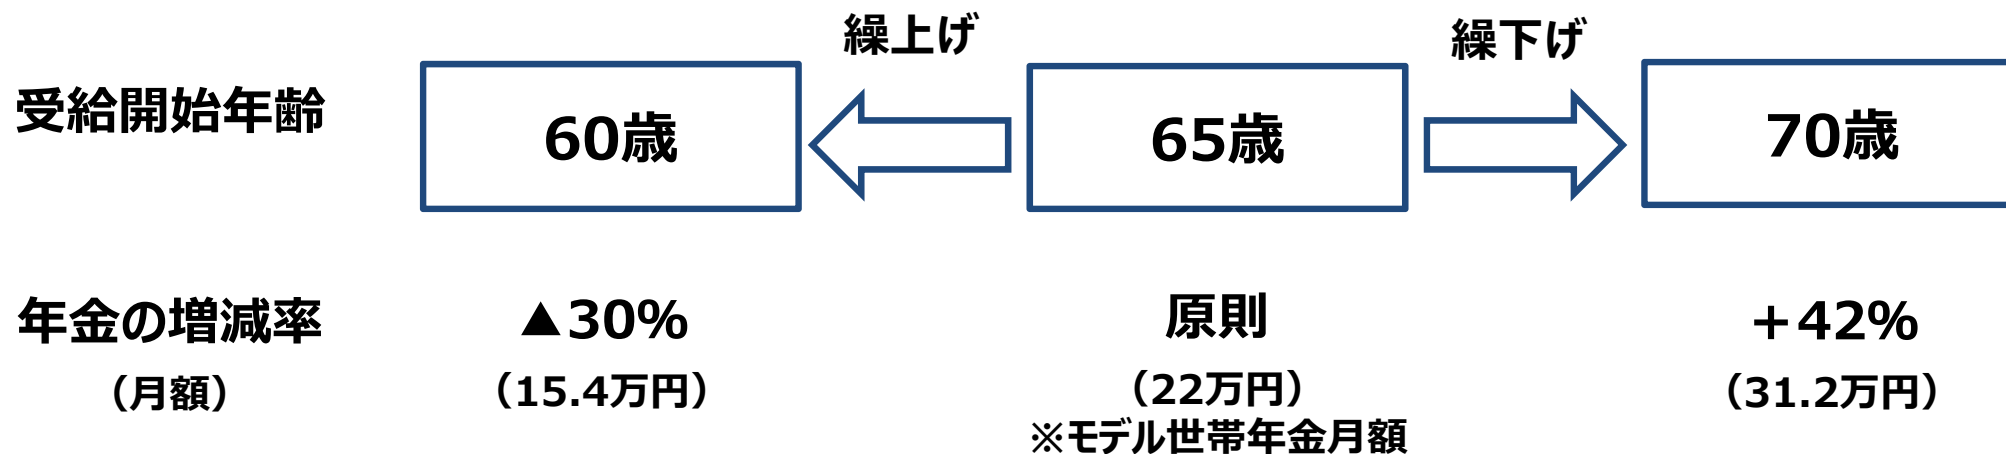 繰上げ 繰下げ
受給開始年齢 60歳 65歳 70歳
年金の増減率 ▲30% 原則 +42%
（月額） （15.4万円） （22万円） （31.2万円）
※モデル世帯年金月額